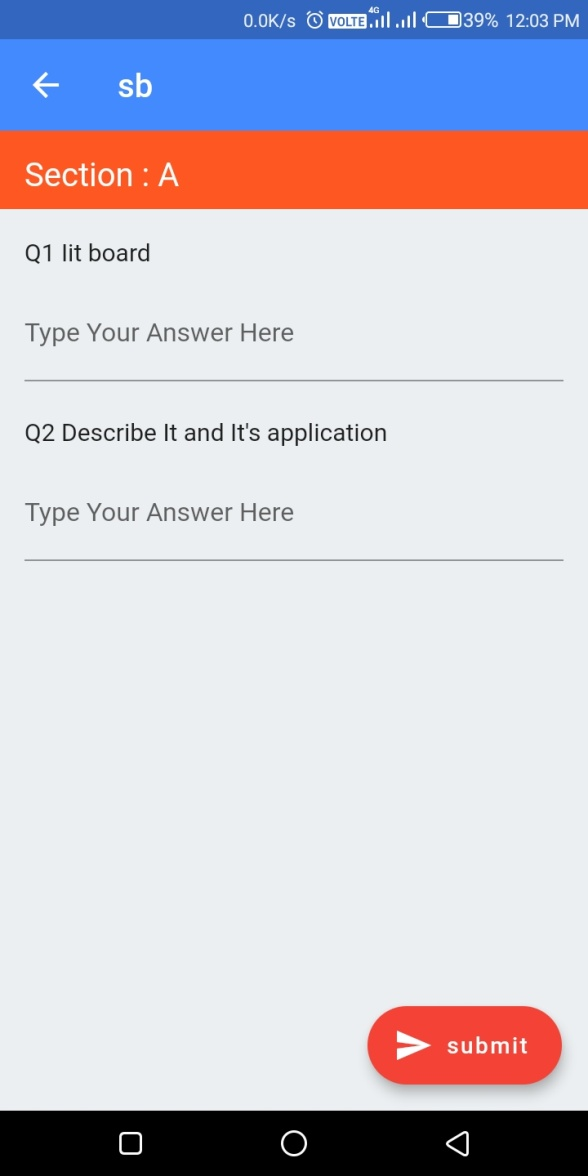 0.0K/s VOLTE 4G 39% 12:03 PM
sb
Section : A
Q1 Iit board
Type Your Answer Here
Q2 Describe It and It's application
Type Your Answer Here
submit